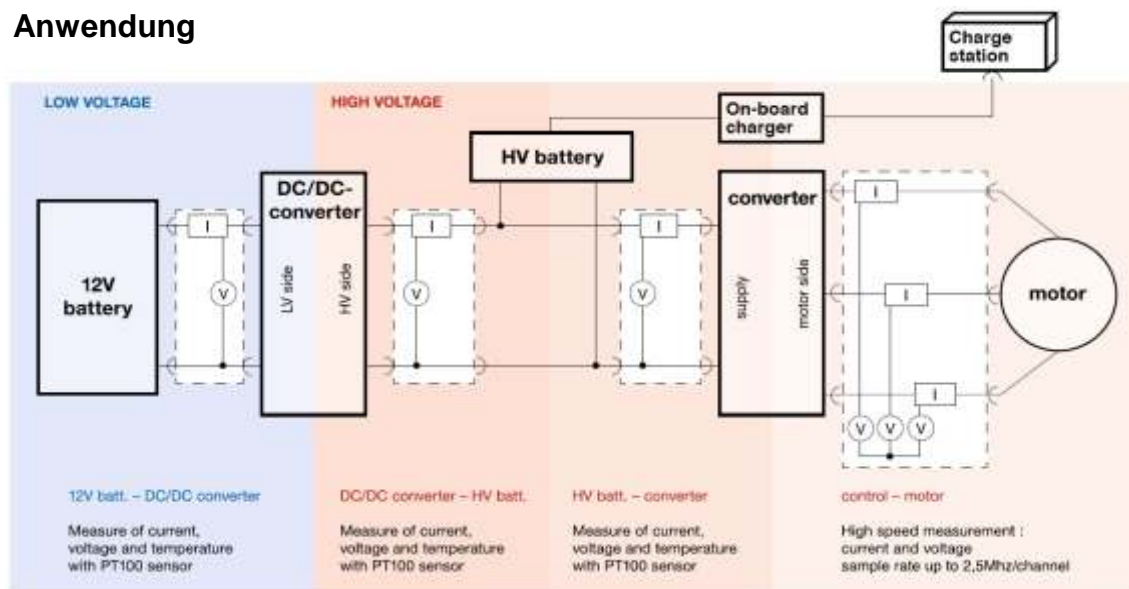 Anwendung
Charge
station
LOW VOLTAGE
HIGH VOLTAGE
On-board
charger
HV battery
DC/DC-
converter
converter
12V
battery
LV side
HV side
supply
motor side
motor
I
V
I
V
I
V
I
I
I
V
V
V
12V batt. – DC/DC converter
Measure of current,
voltage and temperature
with PT100 sensor
DC/DC converter – HV batt.
Measure of current,
voltage and temperature
with PT100 sensor
HV batt. – converter
Measure of current,
voltage and temperature
with PT100 sensor
control – motor
High speed measurement :
current and voltage
sample rate up to 2,5Mhz/channel